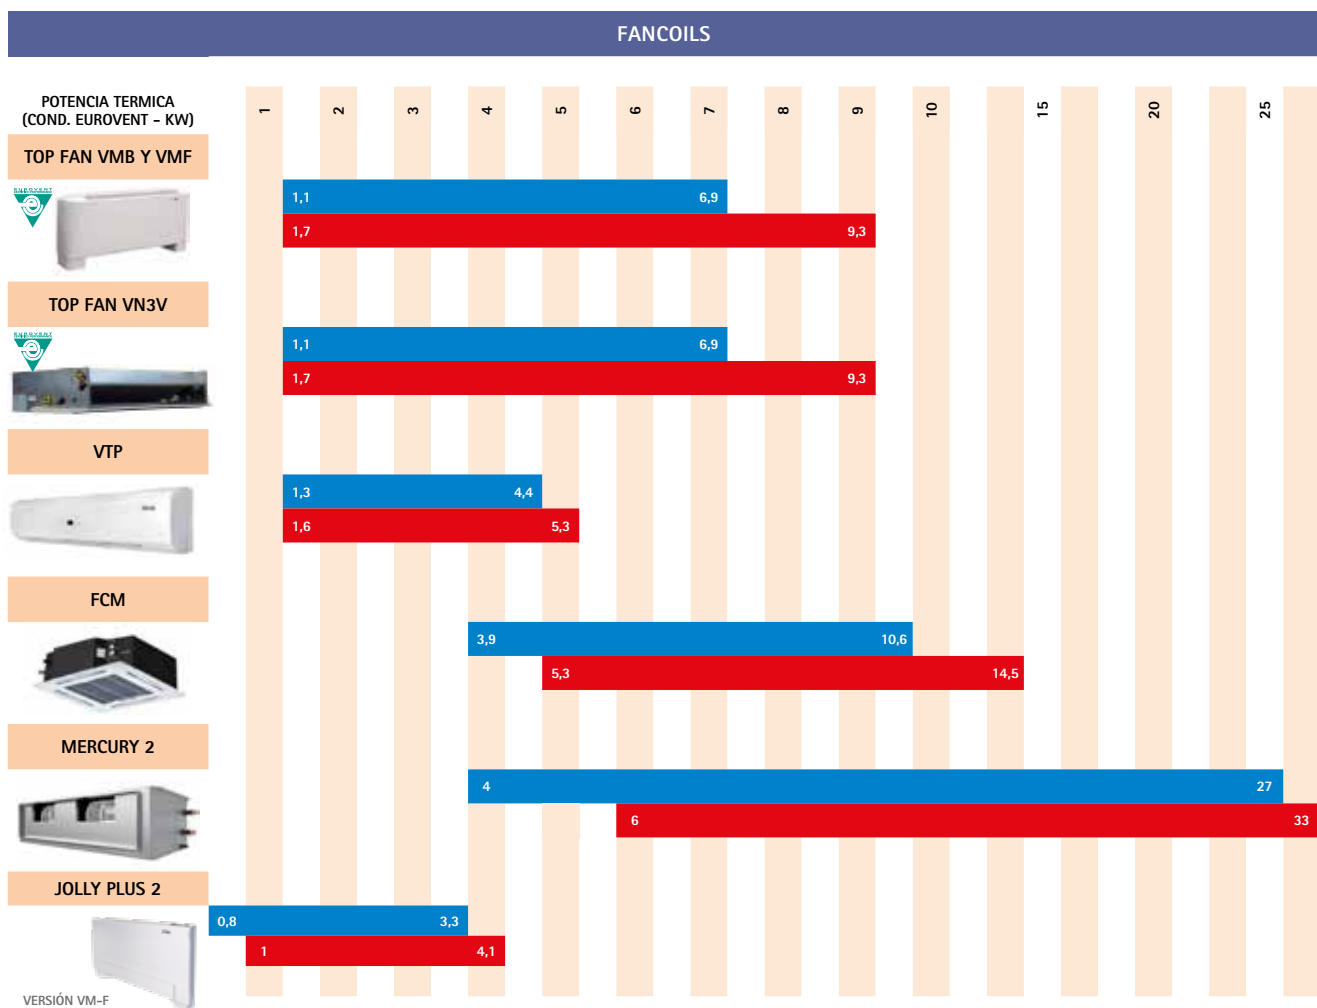 FANCOILS
POTENCIA TERMICA
(COND. EUROVENT - KW)
1 2 3 4 5 6 7 8 9 10 15 20 25
TOP FAN VMB Y VMF
EUROVENT
1,1 6,9
1,7 9,3
TOP FAN VN3V
EUROVENT
1,1 6,9
1,7 9,3
VTP
1,3 4,4
1,6 5,3
FCM
3,9 10,6
5,3 14,5
MERCURY 2
4 27
6 33
JOLLY PLUS 2
0,8 3,3
1 4,1
VERSIÓN VM-F